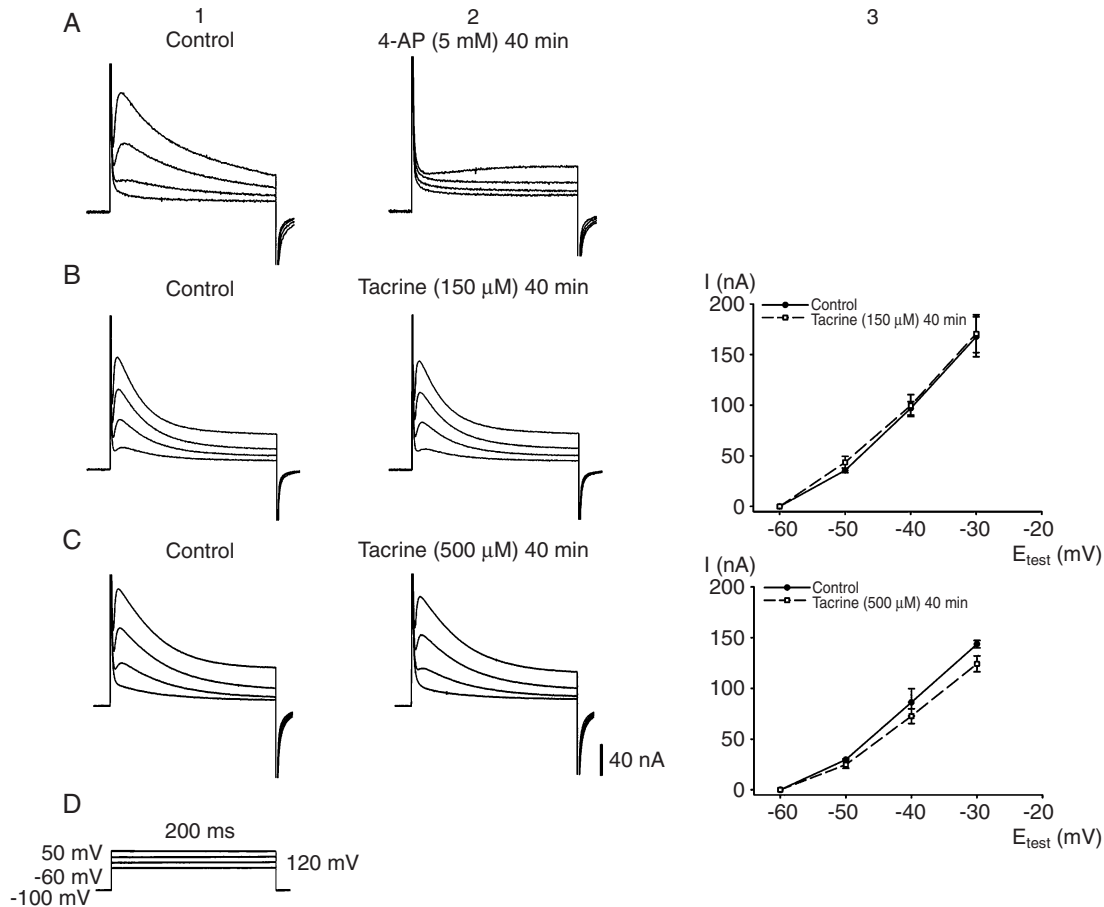 1
2
3
A
Control
4-AP (5 mM) 40 min
B
Control
Tacrine (150 µM) 40 min
I (nA)
200
150
100
50
0
Control
Tacrine (150 µM) 40 min
-60
-50
-40
-30
-20
Etest (mV)
C
Control
Tacrine (500 µM) 40 min
40 nA
I (nA)
200
150
100
50
0
Control
Tacrine (500 µM) 40 min
-60
-50
-40
-30
-20
Etest (mV)
D
200 ms
50 mV
-60 mV
-100 mV
120 mV